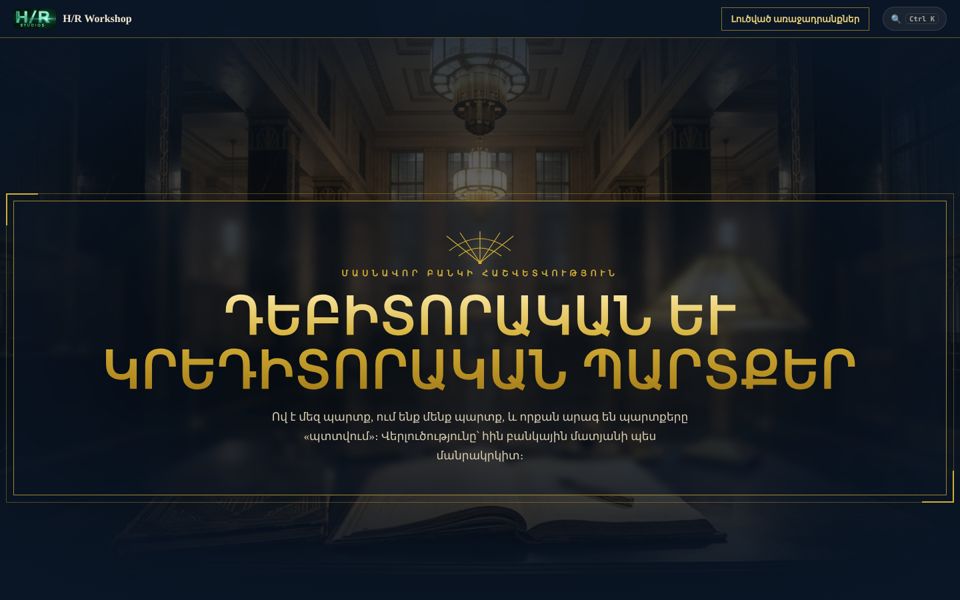 H/R
STUDIOS
H/R Workshop
Լուծված առաջադրանքներ
Ctrl K
ՄԱՍՆԱՎՈՐ ԲԱՆԿԻ ՀԱՇՎԵՏՎՈՒԹՅՈՒՆ
ԴԵԲԻՏՈՐԱԿԱՆ ԵՒ
ԿՐԵԴԻՏՈՐԱԿԱՆ ՊԱՐՏՔԵՐ
Ով է մեզ պարտք, ում ենք մենք պարտք, և որքան արագ են պարտքերը
«պտտվում»։ Վերլուծությունը՝ հին բանկային մատյանի պես
մանրակրկիտ։